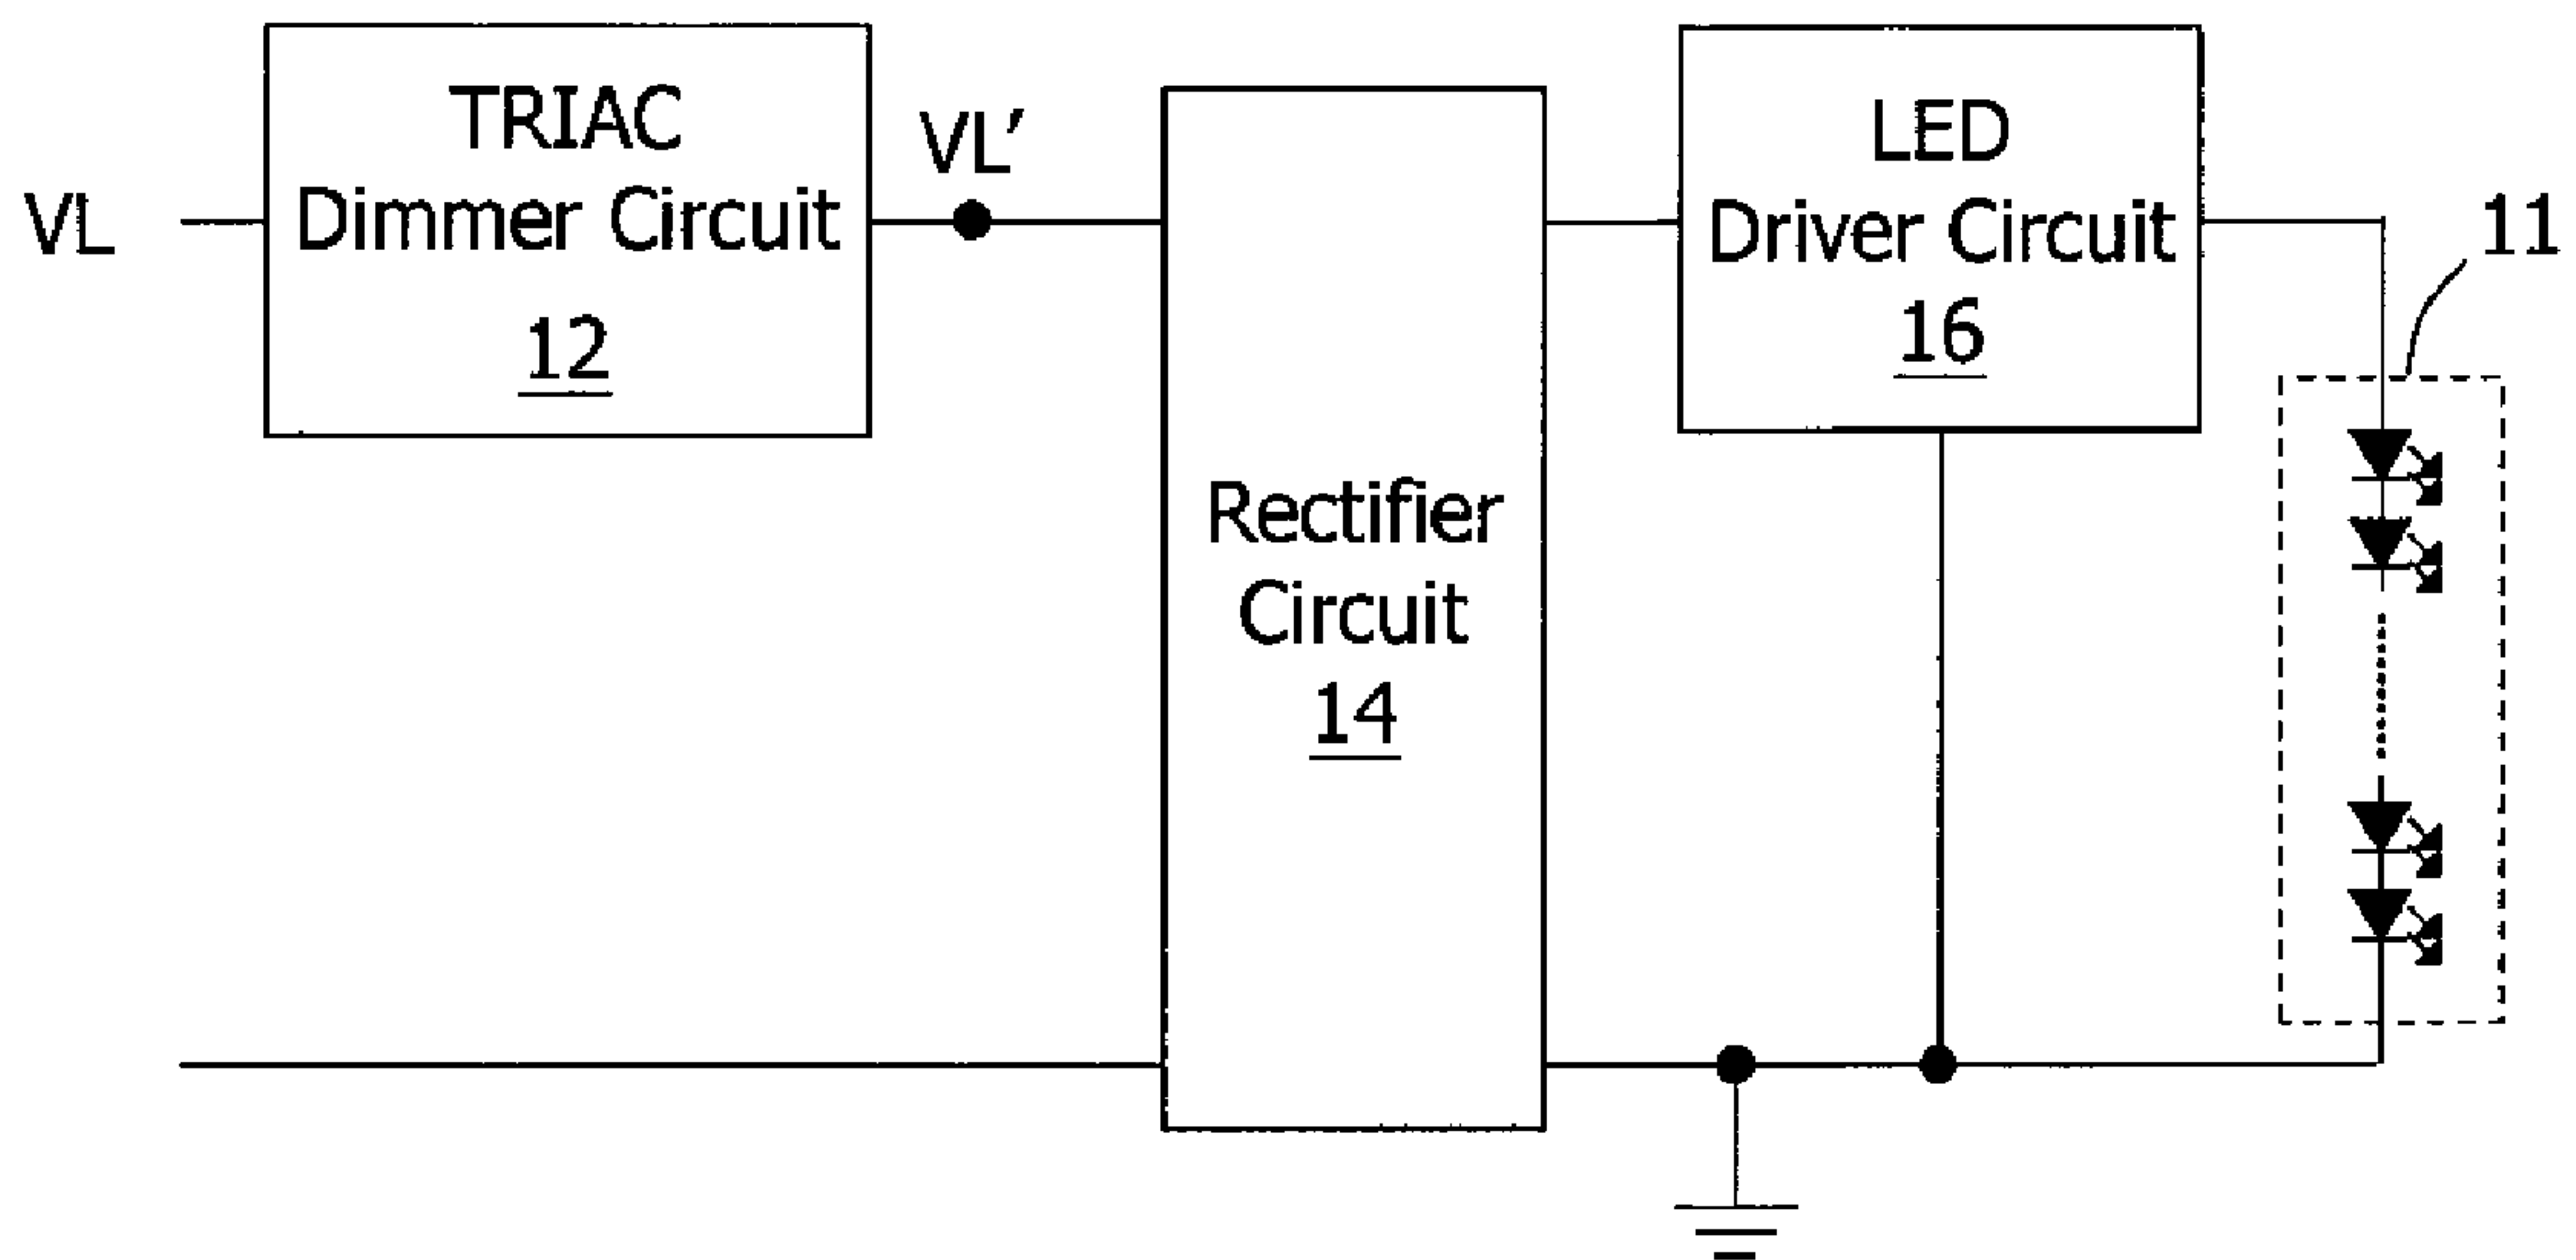 VL
TRIAC
Dimmer Circuit
12
VL′
Rectifier
Circuit
14
LED
Driver Circuit
16
11